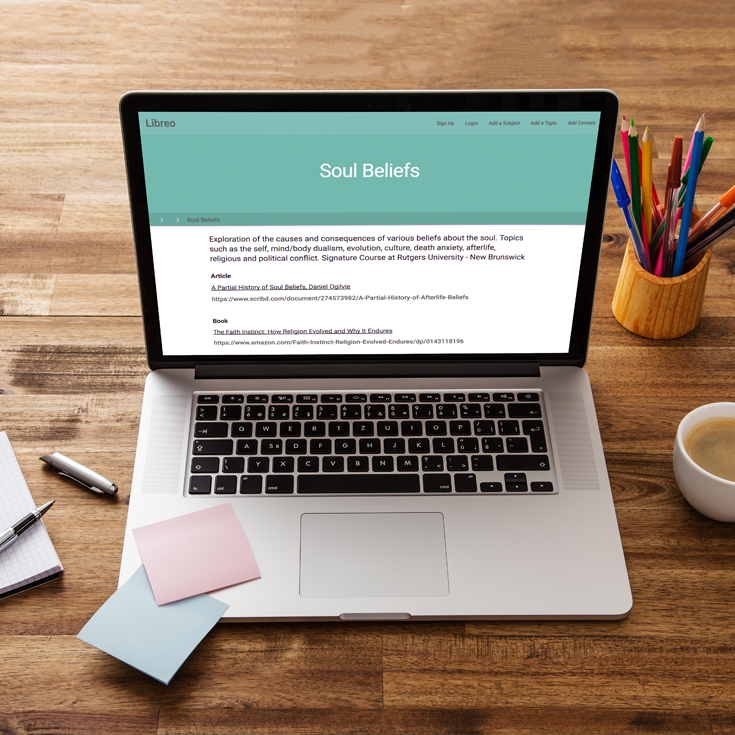 Libreo
Sign Up Login Add a Subject Add a Topic Add Content
Soul Beliefs
> > Soul Beliefs
Exploration of the causes and consequences of various beliefs about the soul. Topics
such as the self, mind/body dualism, evolution, culture, death anxiety, afterlife,
religious and political conflict. Signature Course at Rutgers University - New Brunswick
Article
A Partial History of Soul Beliefs, Daniel Ogilvie
https://www.scribd.com/document/274573982/A-Partial-History-of-Afterlife-Beliefs
Book
The Faith Instinct: How Religion Evolved and Why It Endures
https://www.amazon.com/Faith-Instinct-Religion-Evolved-Endures/dp/0143118196
Q W E R T Z U I O P
A S D F G H J K L
Y X C V B N M
fn ctrl cmd cmd